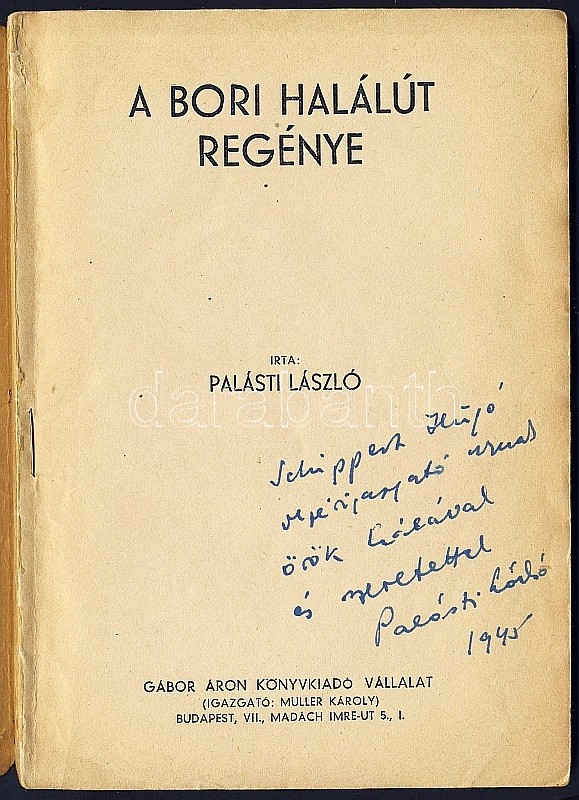 A BORI HALÁLÚT
REGÉNYE
IRTA:
PALÁSTI LÁSZLÓ
darabanth
Schippert Hugó
vezérigazgató urnak
örök hálával
és szeretettel
Palásti László
1945
GÁBOR ÁRON KÖNYVKIADÓ VÁLLALAT
(IGAZGATÓ: MULLER KÁROLY)
BUDAPEST, VII., MADÁCH IMRE-UT 5., I.